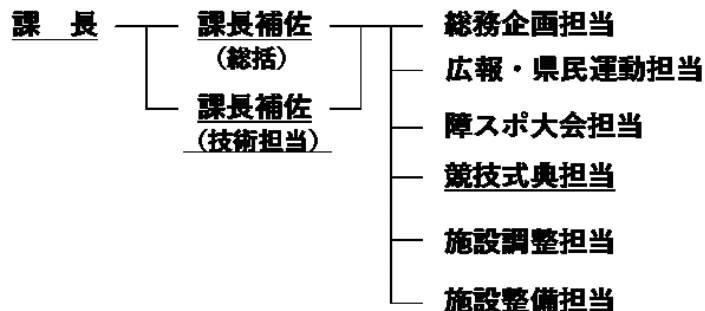 課　長
課長補佐
（総括）
課長補佐
（技術担当）
総務企画担当
広報・県民運動担当
障スポ大会担当
競技式典担当
施設調整担当
施設整備担当